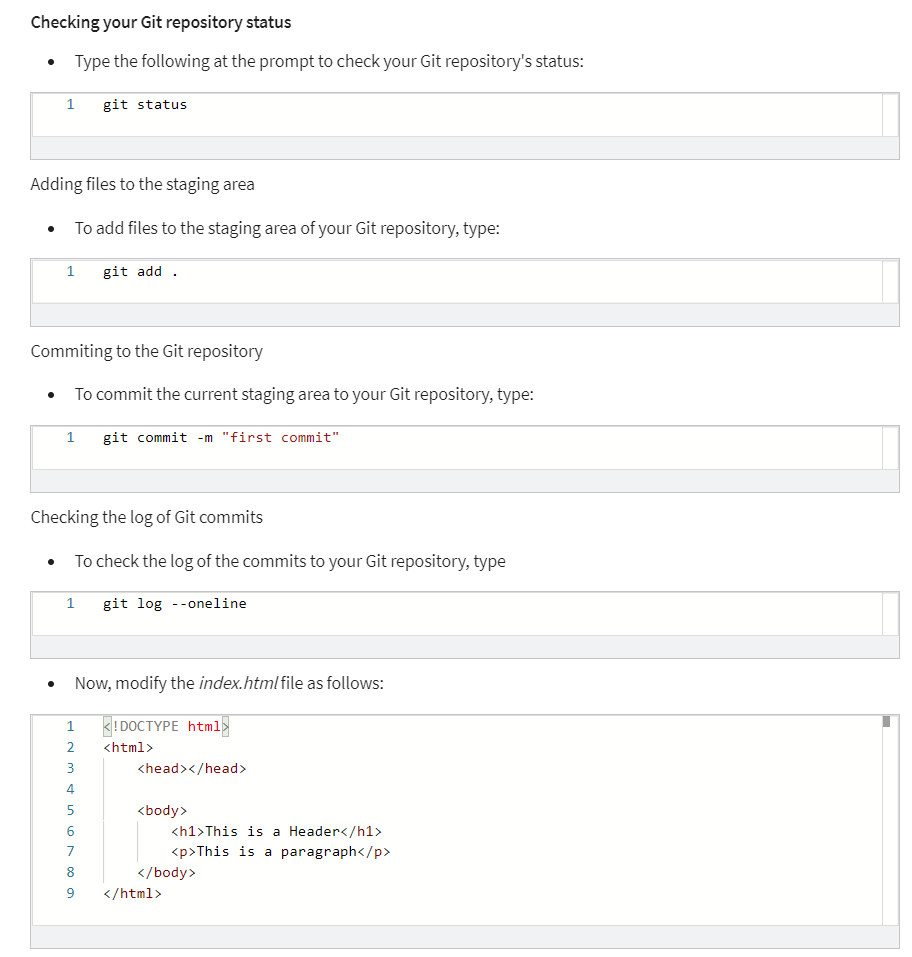 Checking your Git repository status
• Type the following at the prompt to check your Git repository's status:
1 git status
Adding files to the staging area
• To add files to the staging area of your Git repository, type:
1 git add .
Commiting to the Git repository
• To commit the current staging area to your Git repository, type:
1 git commit -m "first commit"
Checking the log of Git commits
• To check the log of the commits to your Git repository, type
1 git log --oneline
• Now, modify the index.html file as follows:
1 <!DOCTYPE html>
2 <html>
3     <head></head>
4
5     <body>
6         <h1>This is a Header</h1>
7         <p>This is a paragraph</p>
8     </body>
9 </html>